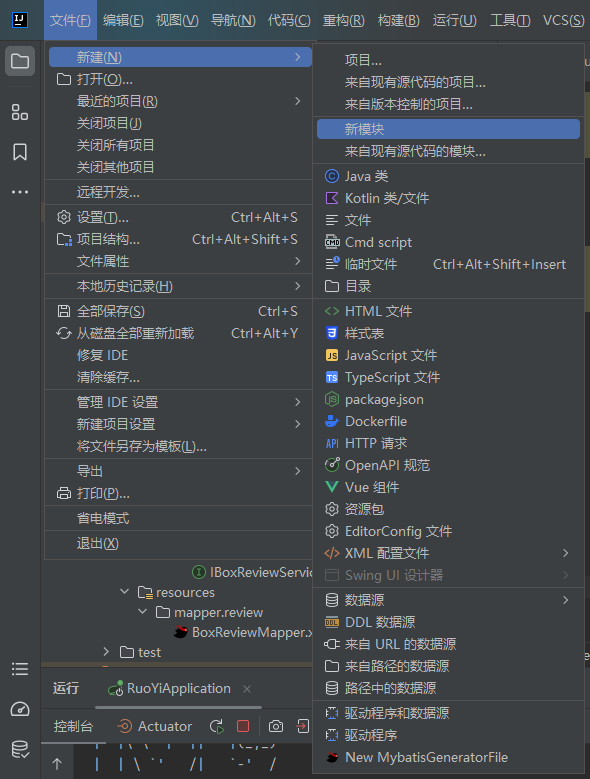 文件(F) 编辑(E) 视图(V) 导航(N) 代码(C) 重构(R) 构建(B) 运行(U) 工具(T) VCS(S)
新建(N)
打开(O)...
最近的项目(R)
关闭项目(J)
关闭所有项目
关闭其他项目
远程开发...
设置(T)... Ctrl+Alt+S
项目结构... Ctrl+Alt+Shift+S
文件属性
本地历史记录(H)
全部保存(S) Ctrl+S
从磁盘全部重新加载 Ctrl+Alt+Y
修复 IDE
清除缓存...
管理 IDE 设置
新建项目设置
将文件另存为模板(L)...
导出
打印(P)...
省电模式
退出(X)
项目...
来自现有源代码的项目...
来自版本控制的项目...
新模块
来自现有源代码的模块...
Java 类
Kotlin 类/文件
文件
Cmd script
临时文件 Ctrl+Alt+Shift+Insert
目录
HTML 文件
样式表
JavaScript 文件
TypeScript 文件
package.json
Dockerfile
HTTP 请求
OpenAPI 规范
Vue 组件
资源包
EditorConfig 文件
XML 配置文件
Swing UI 设计器
数据源
DDL 数据源
来自 URL 的数据源
来自路径的数据源
路径中的数据源
驱动程序和数据源
驱动程序
New MybatisGeneratorFile
IBoxReviewServic
resources
mapper.review
BoxReviewMapper.x
test
运行 RuoYiApplication
控制台 Actuator